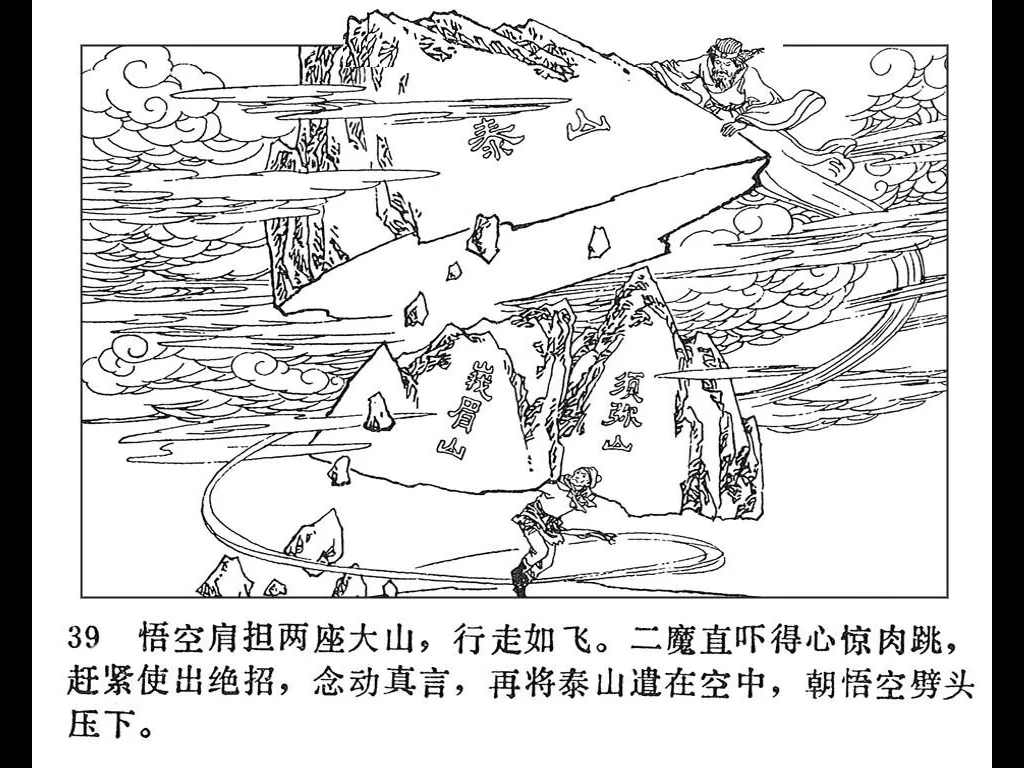 泰山
峩眉山
须弥山
39 悟空肩担两座大山，行走如飞。二魔直吓得心惊肉跳，
赶紧使出绝招，念动真言，再将泰山遣在空中，朝悟空劈头
压下。